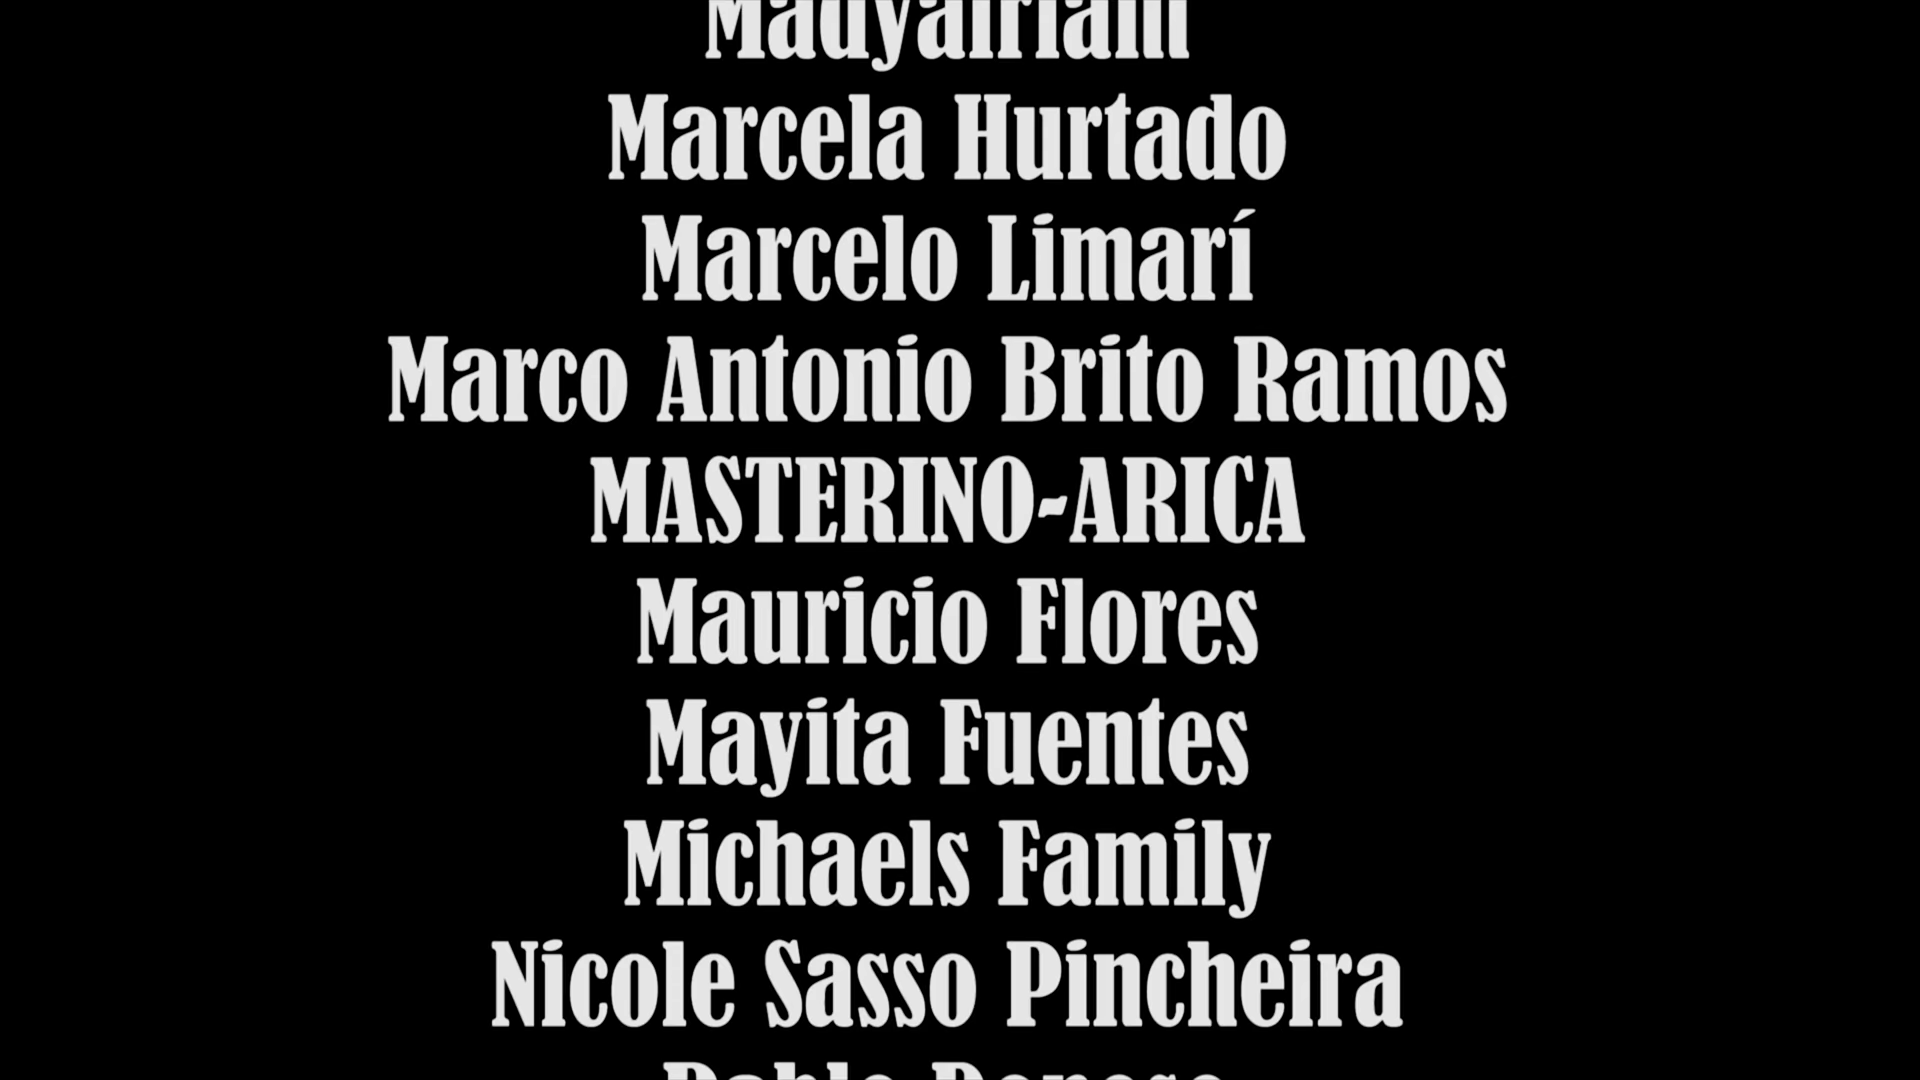 Marcela Hurtado
Marcelo Limarí
Marco Antonio Brito Ramos
MASTERINO-ARICA
Mauricio Flores
Mayita Fuentes
Michaels Family
Nicole Sasso Pincheira